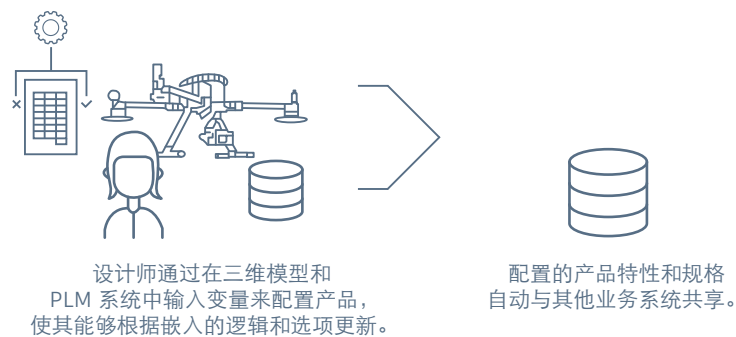 设计师通过在三维模型和
PLM 系统中输入变量来配置产品，
使其能够根据嵌入的逻辑和选项更新。
配置的产品特性和规格
自动与其他业务系统共享。